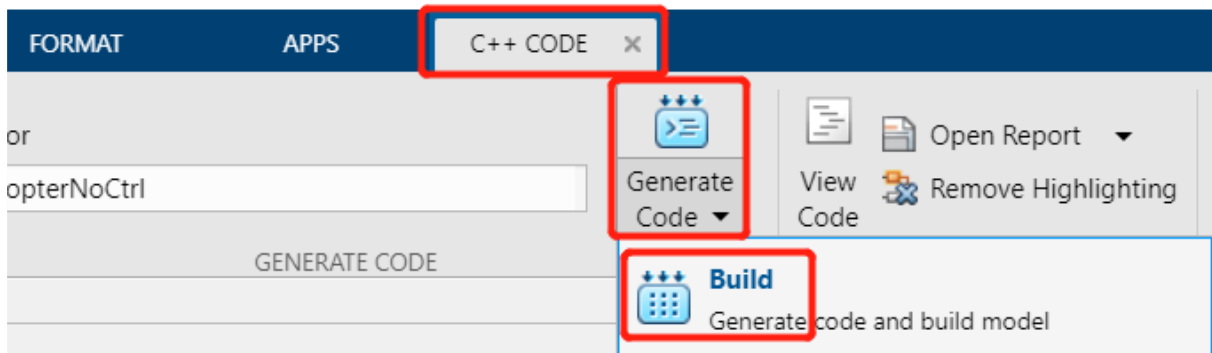 FORMAT APPS C++ CODE
or
opterNoCtrl
Generate
Code
View
Code
Open Report
Remove Highlighting
GENERATE CODE
Build
Generate code and build model